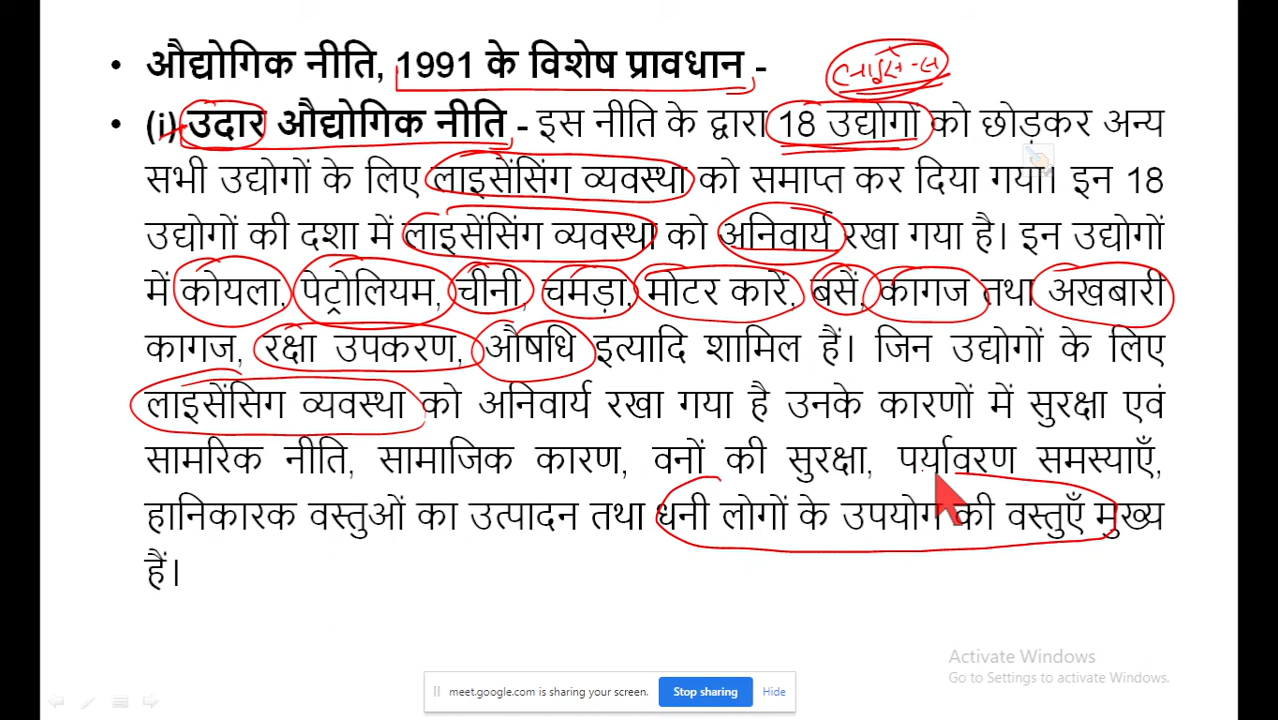 • औद्योगिक नीति, 1991 के विशेष प्रावधान -
लाइसेन्स
• (i) उदार औद्योगिक नीति - इस नीति के द्वारा 18 उद्योगों को छोड़कर अन्य
सभी उद्योगों के लिए लाइसेंसिंग व्यवस्था को समाप्त कर दिया गया। इन 18
उद्योगों की दशा में लाइसेंसिंग व्यवस्था को अनिवार्य रखा गया है। इन उद्योगों
में कोयला, पेट्रोलियम, चीनी, चमड़ा, मोटर कारें, बसें, कागज तथा अखबारी
कागज, रक्षा उपकरण, औषधि इत्यादि शामिल हैं। जिन उद्योगों के लिए
लाइसेंसिग व्यवस्था को अनिवार्य रखा गया है उनके कारणों में सुरक्षा एवं
सामरिक नीति, सामाजिक कारण, वनों की सुरक्षा, पर्यावरण समस्याएँ,
हानिकारक वस्तुओं का उत्पादन तथा धनी लोगों के उपयोग की वस्तुएँ मुख्य
हैं।
Activate Windows
Go to Settings to activate Windows.
meet.google.com is sharing your screen. Stop sharing Hide